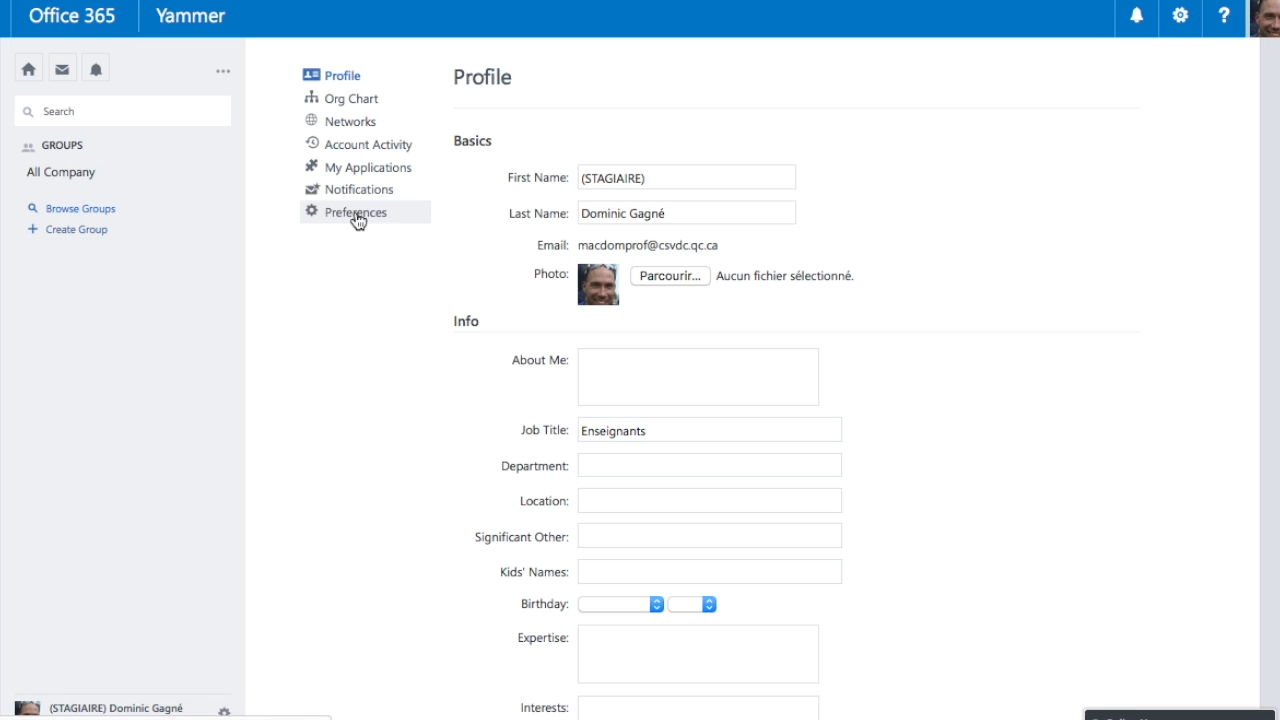 Office 365
Yammer
?
Search
GROUPS
All Company
Browse Groups
+ Create Group
Profile
Org Chart
Networks
Account Activity
My Applications
Notifications
Preferences
Profile
Basics
First Name: (STAGIAIRE)
Last Name: Dominic Gagné
Email: macdomprof@csvdc.qc.ca
Photo: Parcourir... Aucun fichier sélectionné.
Info
About Me:
Job Title: Enseignants
Department:
Location:
Significant Other:
Kids' Names:
Birthday:
Expertise:
Interests:
(STAGIAIRE) Dominic Gagné